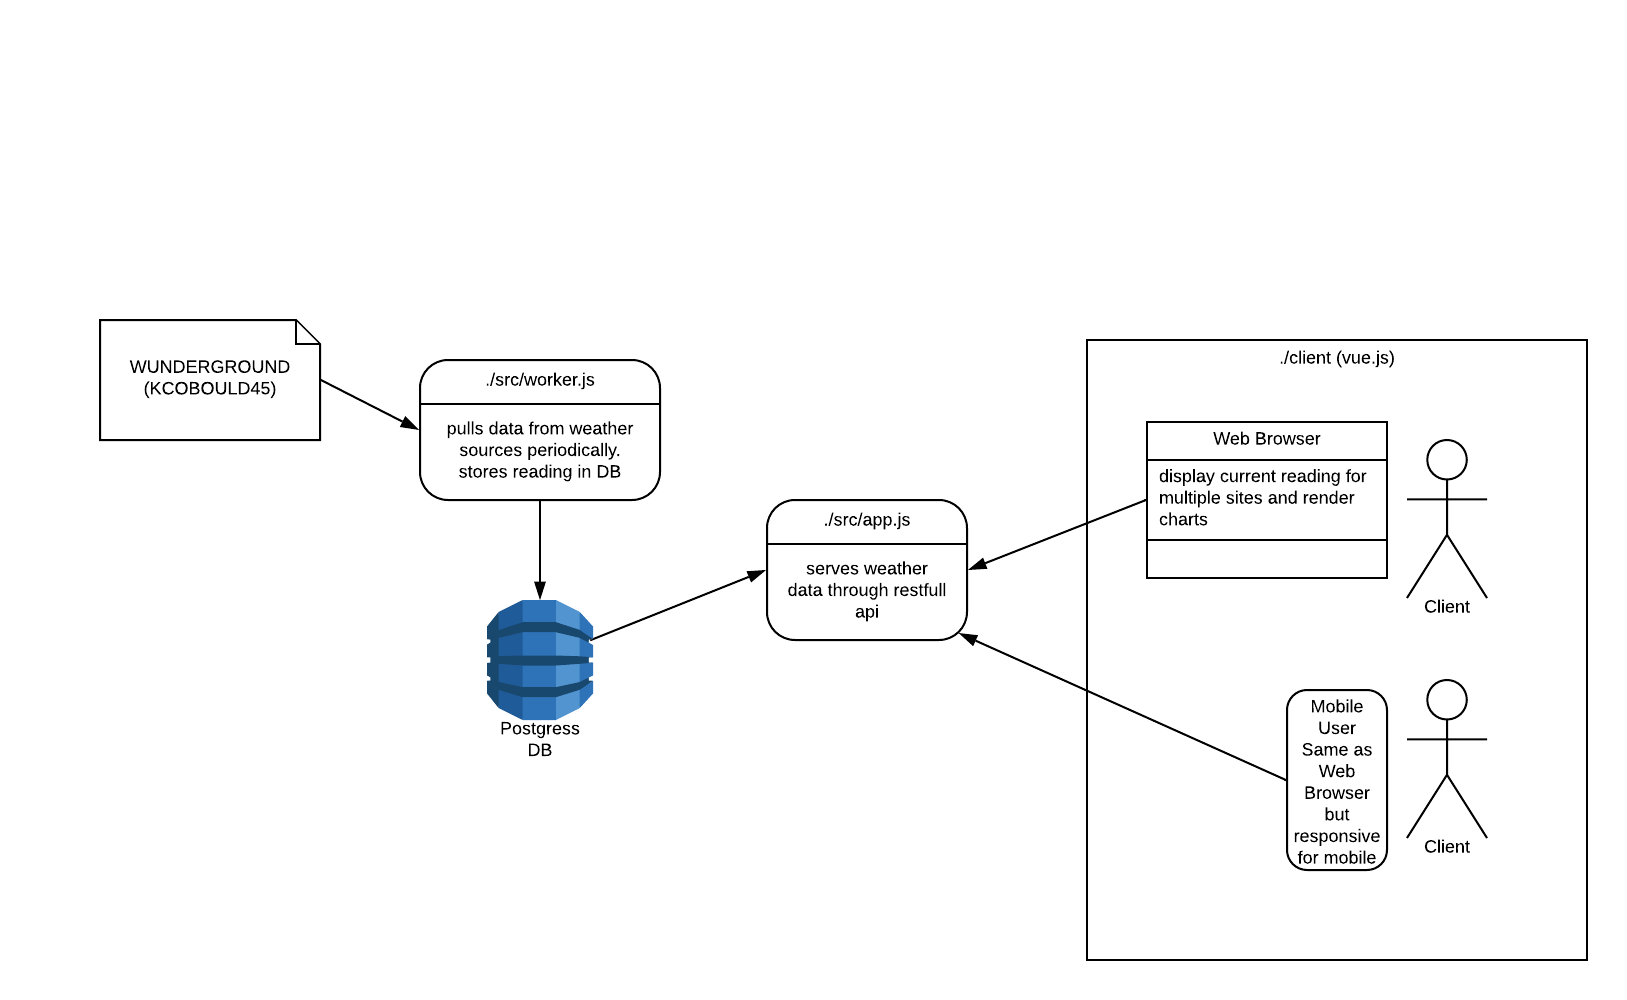 WUNDERGROUND
(KCOBOULD45)
./src/worker.js
pulls data from weather
sources periodically.
stores reading in DB
Postgress
DB
./src/app.js
serves weather
data through restfull
api
./client (vue.js)
Web Browser
display current reading for
multiple sites and render
charts
Client
Mobile
User
Same as
Web
Browser
but
responsive
for mobile
Client